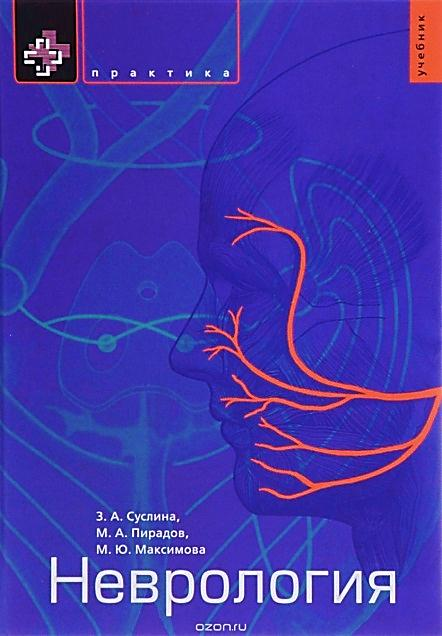 практика
учебник
З. А. Суслина,
М. А. Пирадов,
М. Ю. Максимова
Неврология
ozon.ru